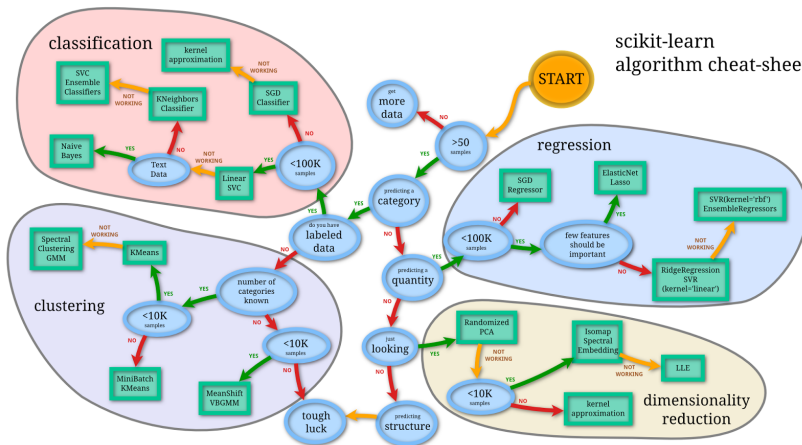 classification
kernel
approximation
NOT
WORKING
SVC
Ensemble
Classifiers
NOT
WORKING
KNeighbors
Classifier
SGD
Classifier
NO
Naive
Bayes
YES
Text
Data
NO
NOT
WORKING
Linear
SVC
YES
<100K
samples
YES
scikit-learn
algorithm cheat-shee
START
get
more
data
NO
>50
samples
YES
predicting a
category
YES
NO
do you have
labeled
data
NO
predicting a
quantity
YES
NO
regression
SGD
Regressor
NO
<100K
samples
YES
ElasticNet
Lasso
YES
few features
should be
important
NO
SVR(kernel='rbf')
EnsembleRegressors
NOT
WORKING
RidgeRegression
SVR
(kernel='linear')
clustering
Spectral
Clustering
GMM
NOT
WORKING
KMeans
YES
number of
categories
known
YES
NO
<10K
samples
NO
MiniBatch
KMeans
<10K
samples
YES
NO
MeanShift
VBGMM
tough
luck
just
looking
YES
NO
predicting
structure
Randomized
PCA
NOT
WORKING
<10K
samples
YES
NO
Isomap
Spectral
Embedding
NOT
WORKING
LLE
kernel
approximation
dimensionality
reduction